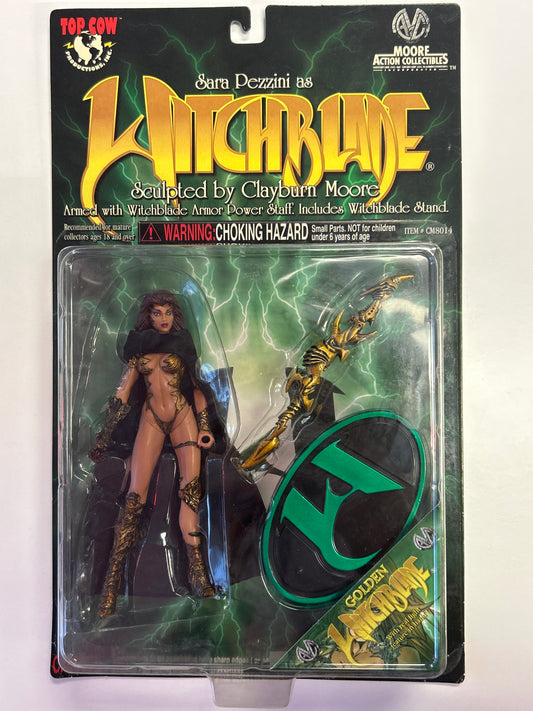 TOP COW
PRODUCTIONS, INC.
MOORE
ACTION COLLECTIBLES
INCORPORATED
TM
Sara Pezzini as
WITCHBLADE
®
Sculpted by Clayburn Moore
Armed with Witchblade Armor Power Staff. Includes Witchblade Stand.
Recommended for mature
collectors ages 18 and over
WARNING: CHOKING HAZARD
Small Parts. NOT for children
under 6 years of age
ITEM # CM8014
GOLDEN
WITCHBLADE